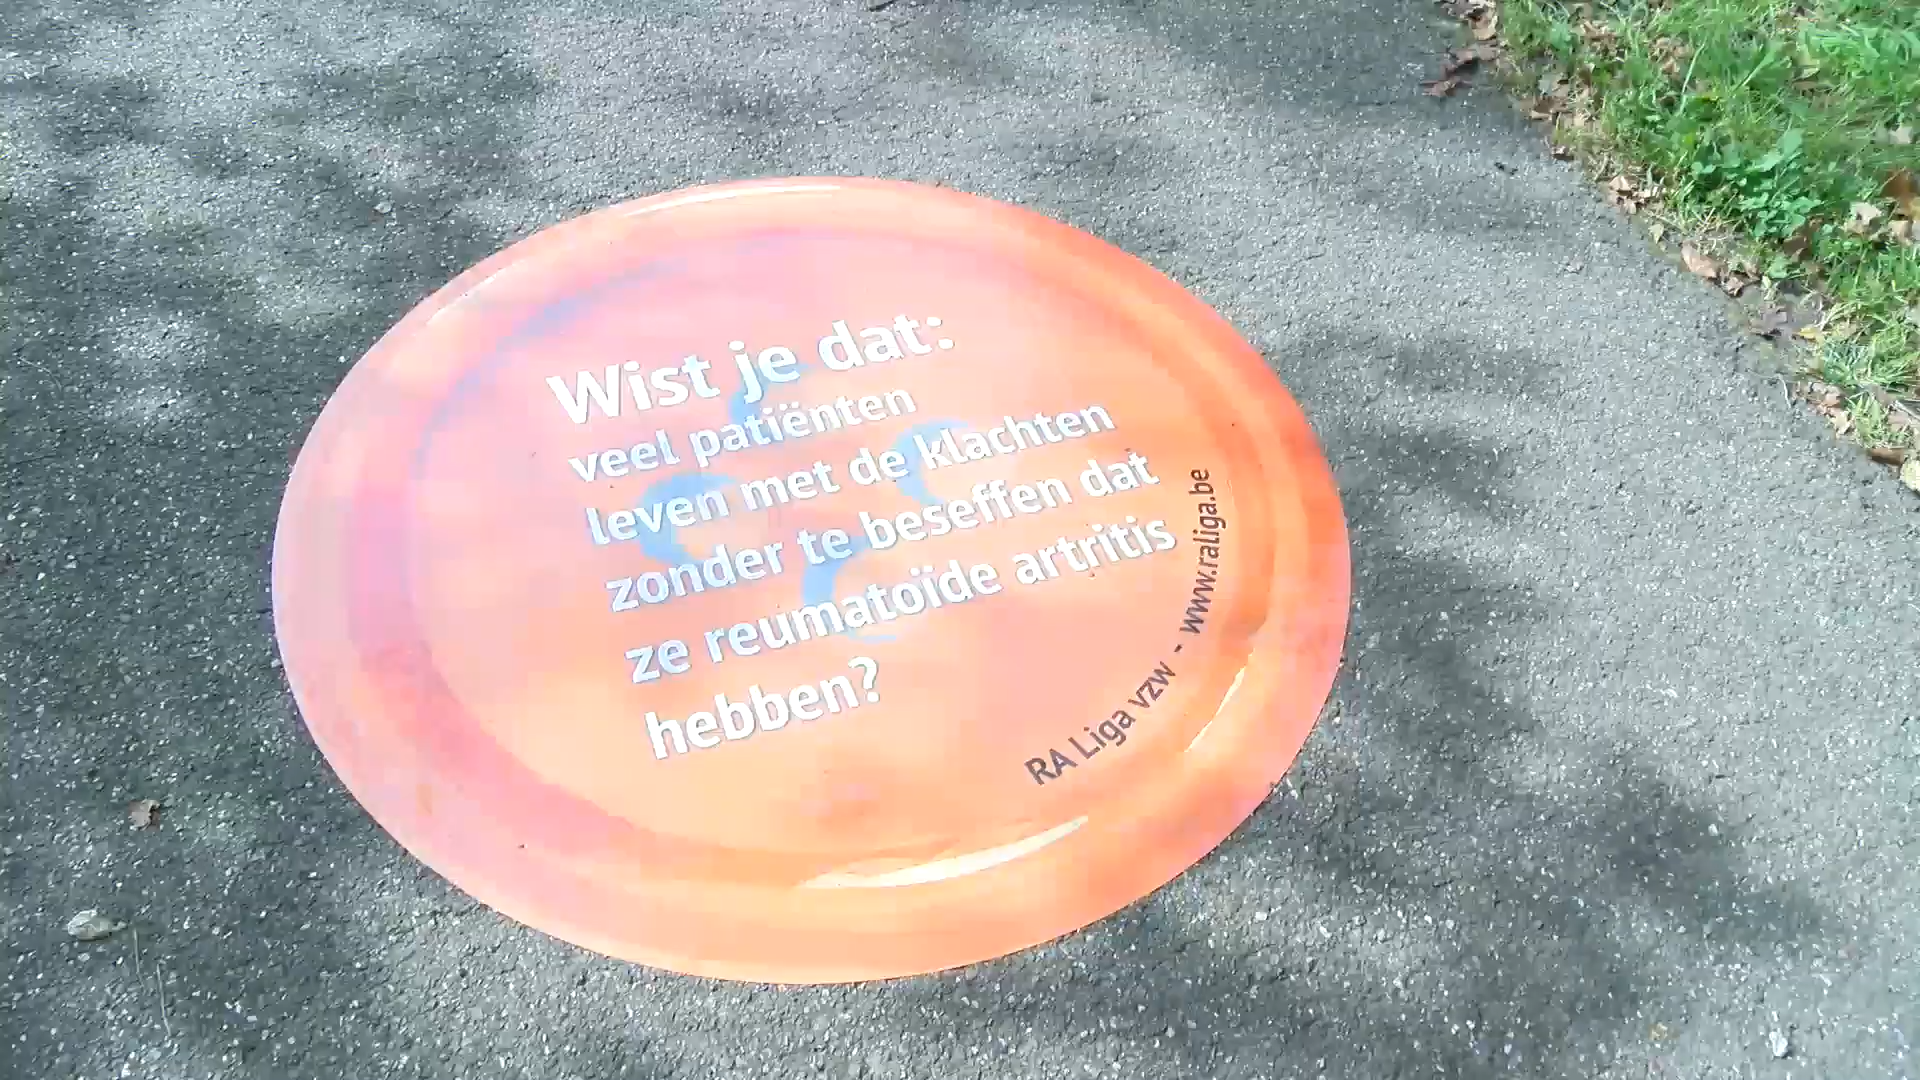 Wist je dat:
veel patiënten
leven met de klachten
zonder te beseffen dat
ze reumatoïde artritis
hebben?
RA Liga vzw - www.raliga.be